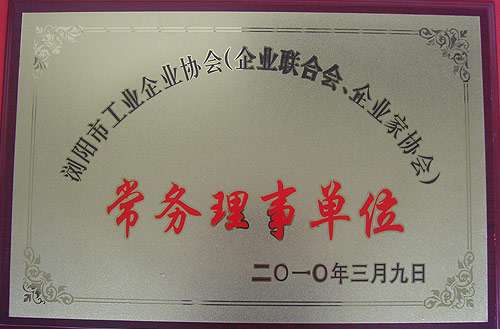 浏阳市工业企业协会(企业联合会、企业家协会)
常务理事单位
二〇一〇年三月九日